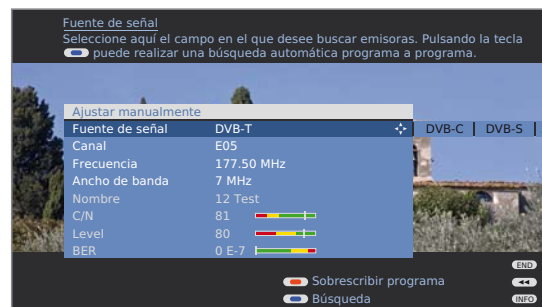 Fuente de señal
Seleccione aquí el campo en el que desee buscar emisoras. Pulsando la tecla
puede realizar una búsqueda automática programa a programa.
Ajustar manualmente
Fuente de señal DVB-T DVB-C DVB-S
Canal E05
Frecuencia 177.50 MHz
Ancho de banda 7 MHz
Nombre 12 Test
C/N 81
Level 80
BER 0 E-7
END
Sobrescribir programa
Búsqueda INFO